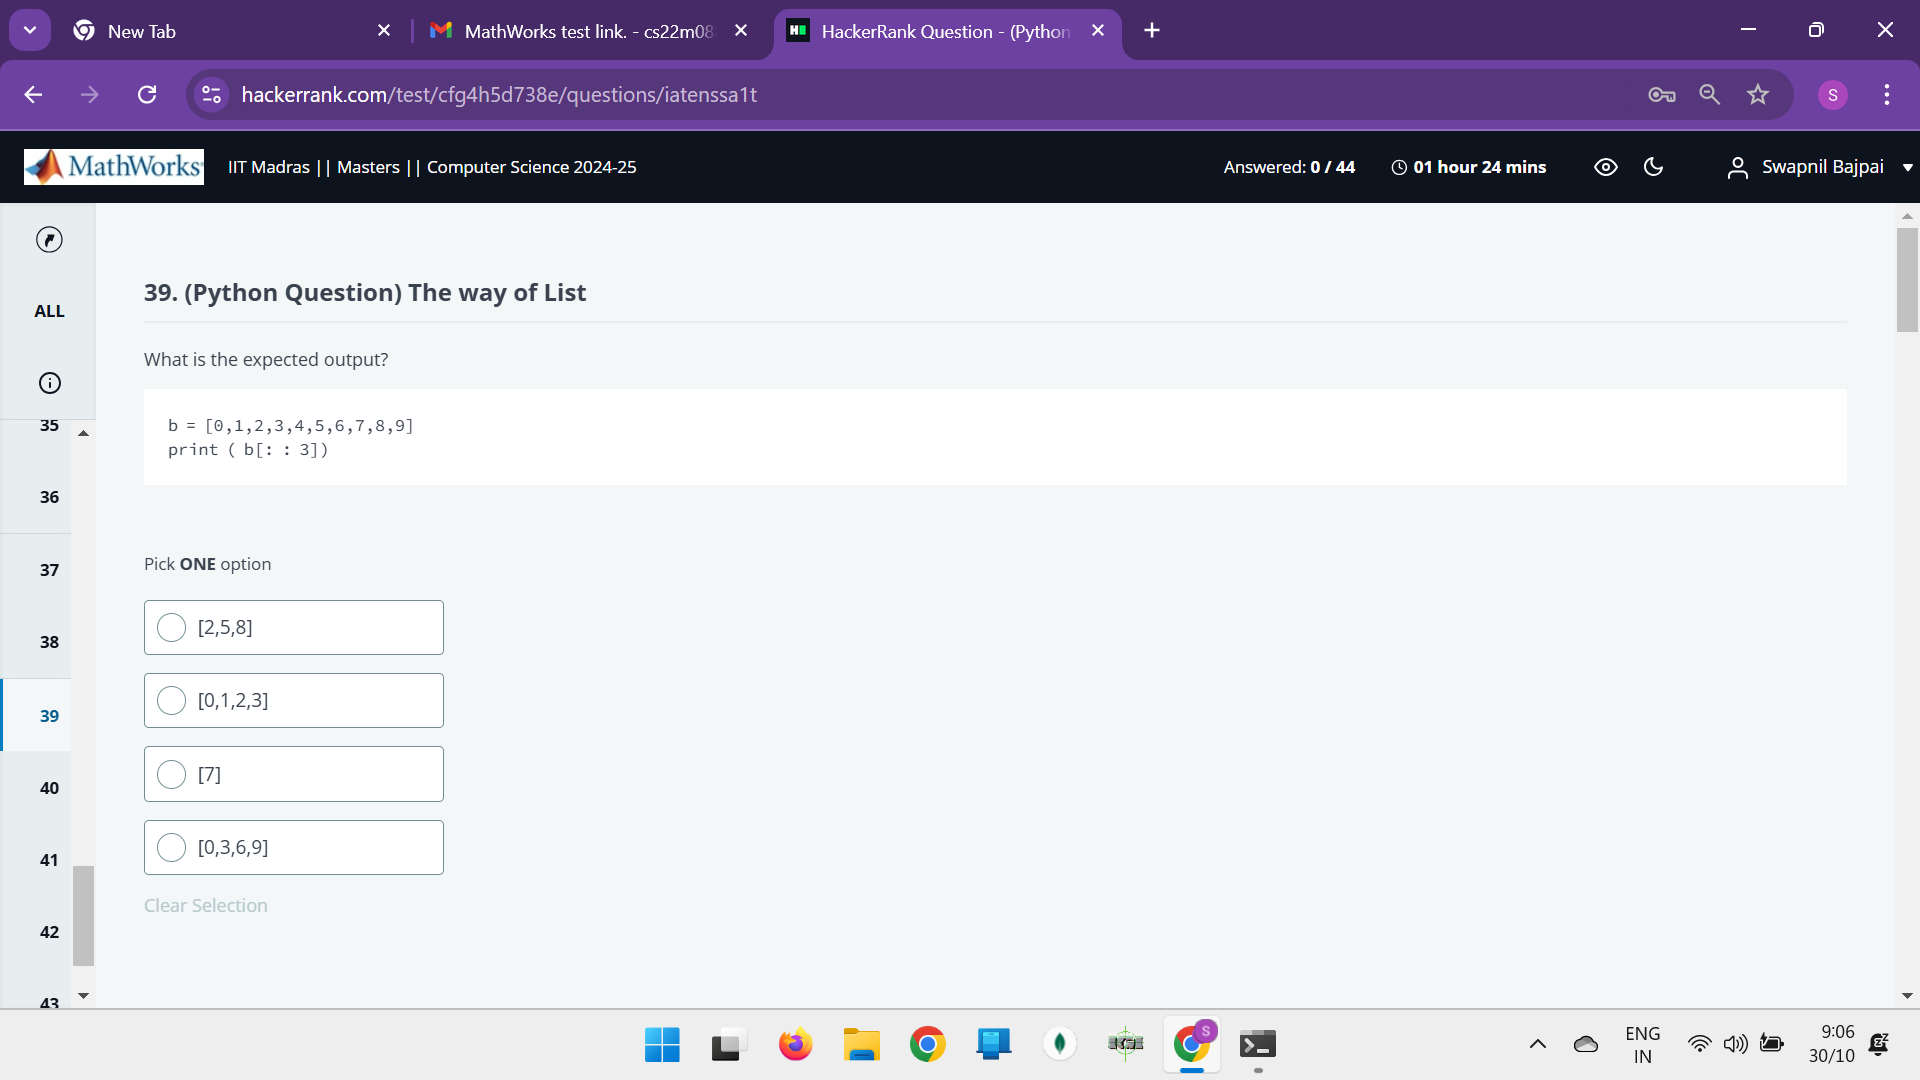 New Tab
MathWorks test link. - cs22m08
HackerRank Question - (Python
hackerrank.com/test/cfg4h5d738e/questions/iatenssa1t
S
MathWorks
IIT Madras || Masters || Computer Science 2024-25
Answered: 0 / 44
01 hour 24 mins
Swapnil Bajpai
ALL
35
36
37
38
39
40
41
42
43
39. (Python Question) The way of List
What is the expected output?
b = [0,1,2,3,4,5,6,7,8,9]
print ( b[: : 3])
Pick ONE option
[2,5,8]
[0,1,2,3]
[7]
[0,3,6,9]
Clear Selection
S
ENG
IN
9:06
30/10